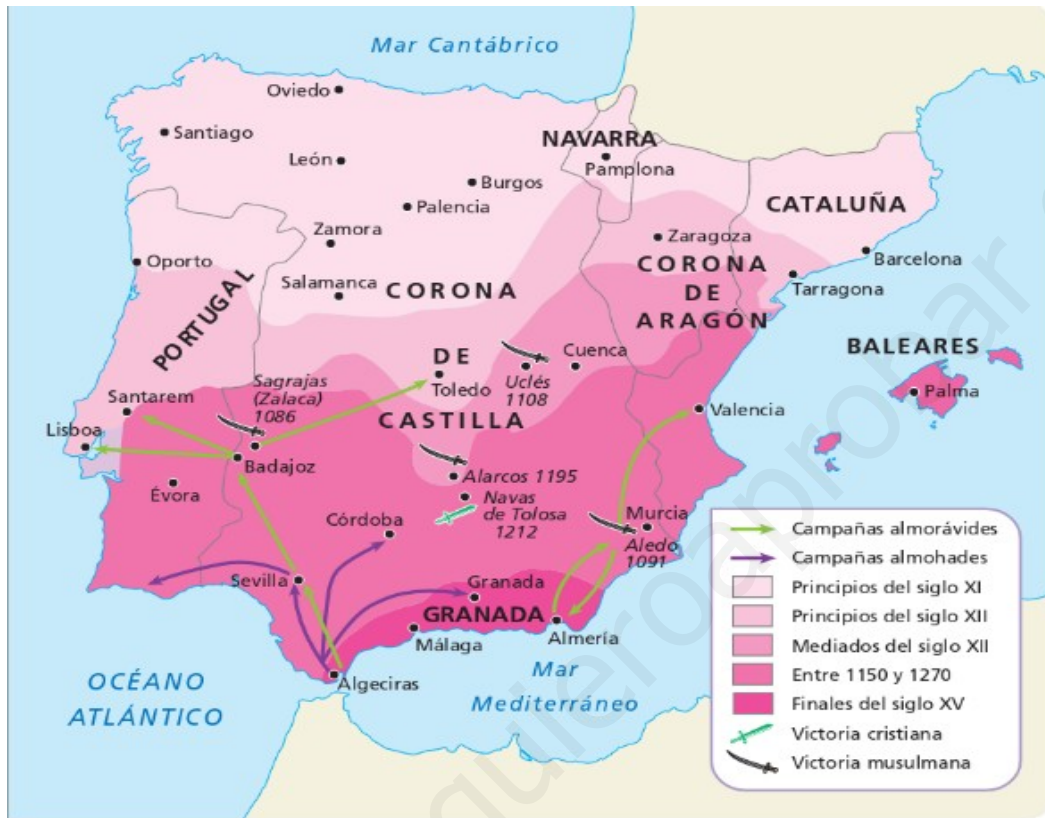 Mar Cantábrico
Oviedo
Santiago
León
NAVARRA
Pamplona
Burgos
Palencia
CATALUÑA
Zamora
Zaragoza
Oporto
Barcelona
Salamanca
CORONA
CORONA
DE
ARAGÓN
Tarragona
PORTUGAL
DE
Toledo
Cuenca
Uclés
1108
BALEARES
Palma
Sagrajas
(Zalaca)
1086
Santarem
CASTILLA
Valencia
Lisboa
Badajoz
Alarcos 1195
Évora
Navas
de Tolosa
1212
Córdoba
Murcia
Aledo
1091
Sevilla
Granada
GRANADA
Málaga
Almería
Algeciras
Mar
Mediterráneo
OCÉANO
ATLÁNTICO
Campañas almorávides
Campañas almohades
Principios del siglo XI
Principios del siglo XII
Mediados del siglo XII
Entre 1150 y 1270
Finales del siglo XV
Victoria cristiana
Victoria musulmana
quieroaprobar